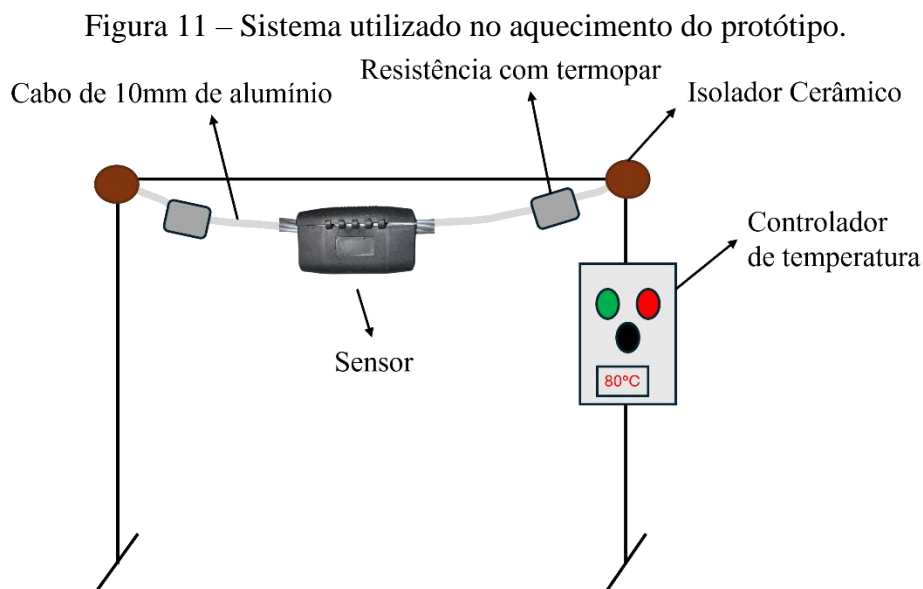 Figura 11 – Sistema utilizado no aquecimento do protótipo.
Resistência com termopar
Cabo de 10mm de alumínio
Isolador Cerâmico
Controlador
de temperatura
80°C
Sensor